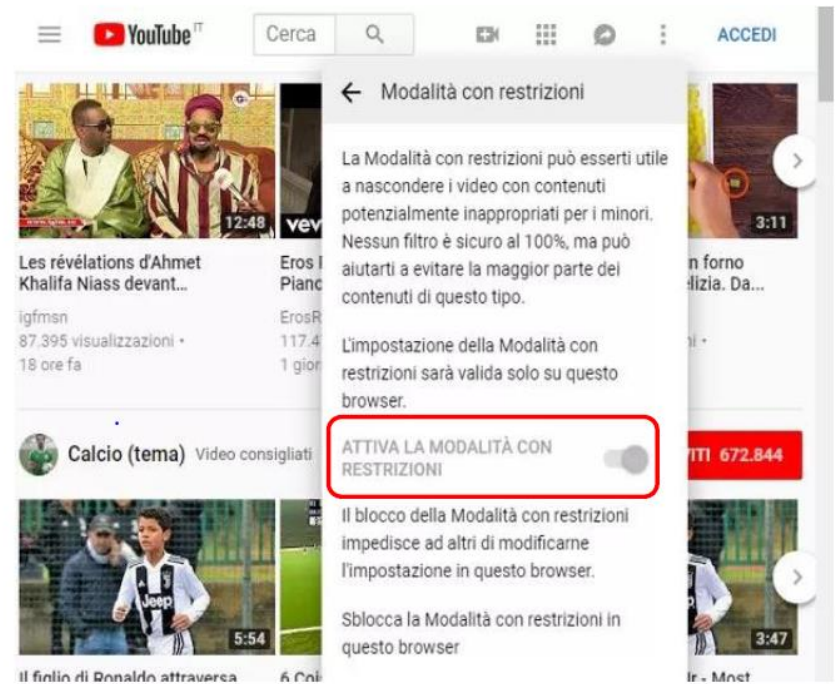 YouTube IT
Cerca
ACCEDI
Modalità con restrizioni
La Modalità con restrizioni può esserti utile
a nascondere i video con contenuti
potenzialmente inappropriati per i minori.
Nessun filtro è sicuro al 100%, ma può
aiutarti a evitare la maggior parte dei
contenuti di questo tipo.
L'impostazione della Modalità con
restrizioni sarà valida solo su questo
browser.
ATTIVA LA MODALITÀ CON
RESTRIZIONI
Il blocco della Modalità con restrizioni
impedisce ad altri di modificarne
l'impostazione in questo browser.
Sblocca la Modalità con restrizioni in
questo browser
12:48
Les révélations d'Ahmet
Khalifa Niass devant...
igfmsn
87.395 visualizzazioni •
18 ore fa
vev
Eros
Piano
ErosR
117.4
1 gior
3:11
n forno
lizia. Da...
ni •
Calcio (tema) Video consigliati
ITI 672.844
Jeep
5:54
Il figlio di Ronaldo attraversa
6 Coi
3:47
Jr - Most